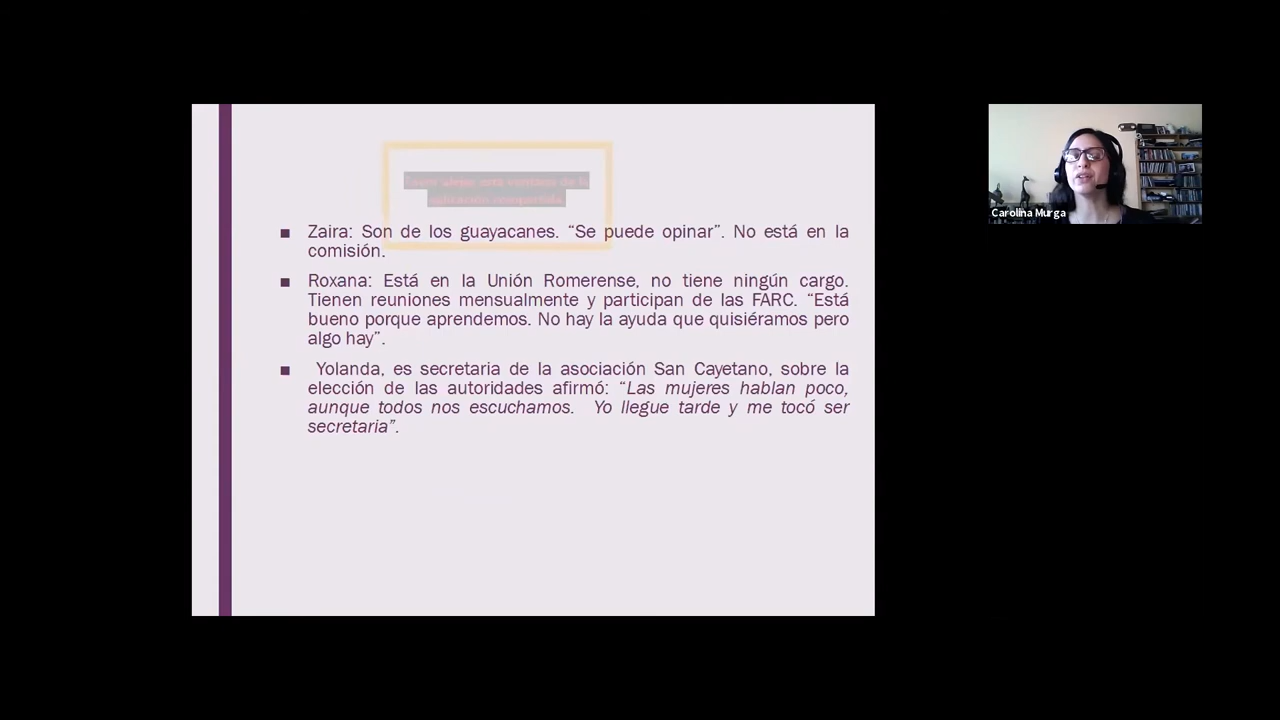 ■ Zaira: Son de los guayacanes. “Se puede opinar”. No está en la
comisión.
■ Roxana: Está en la Unión Romerense, no tiene ningún cargo.
Tienen reuniones mensualmente y participan de las FARC. “Está
bueno porque aprendemos. No hay la ayuda que quisiéramos pero
algo hay”.
■ Yolanda, es secretaria de la asociación San Cayetano, sobre la
elección de las autoridades afirmó: “Las mujeres hablan poco,
aunque todos nos escuchamos. Yo llegue tarde y me tocó ser
secretaria”.
Carolina Murga